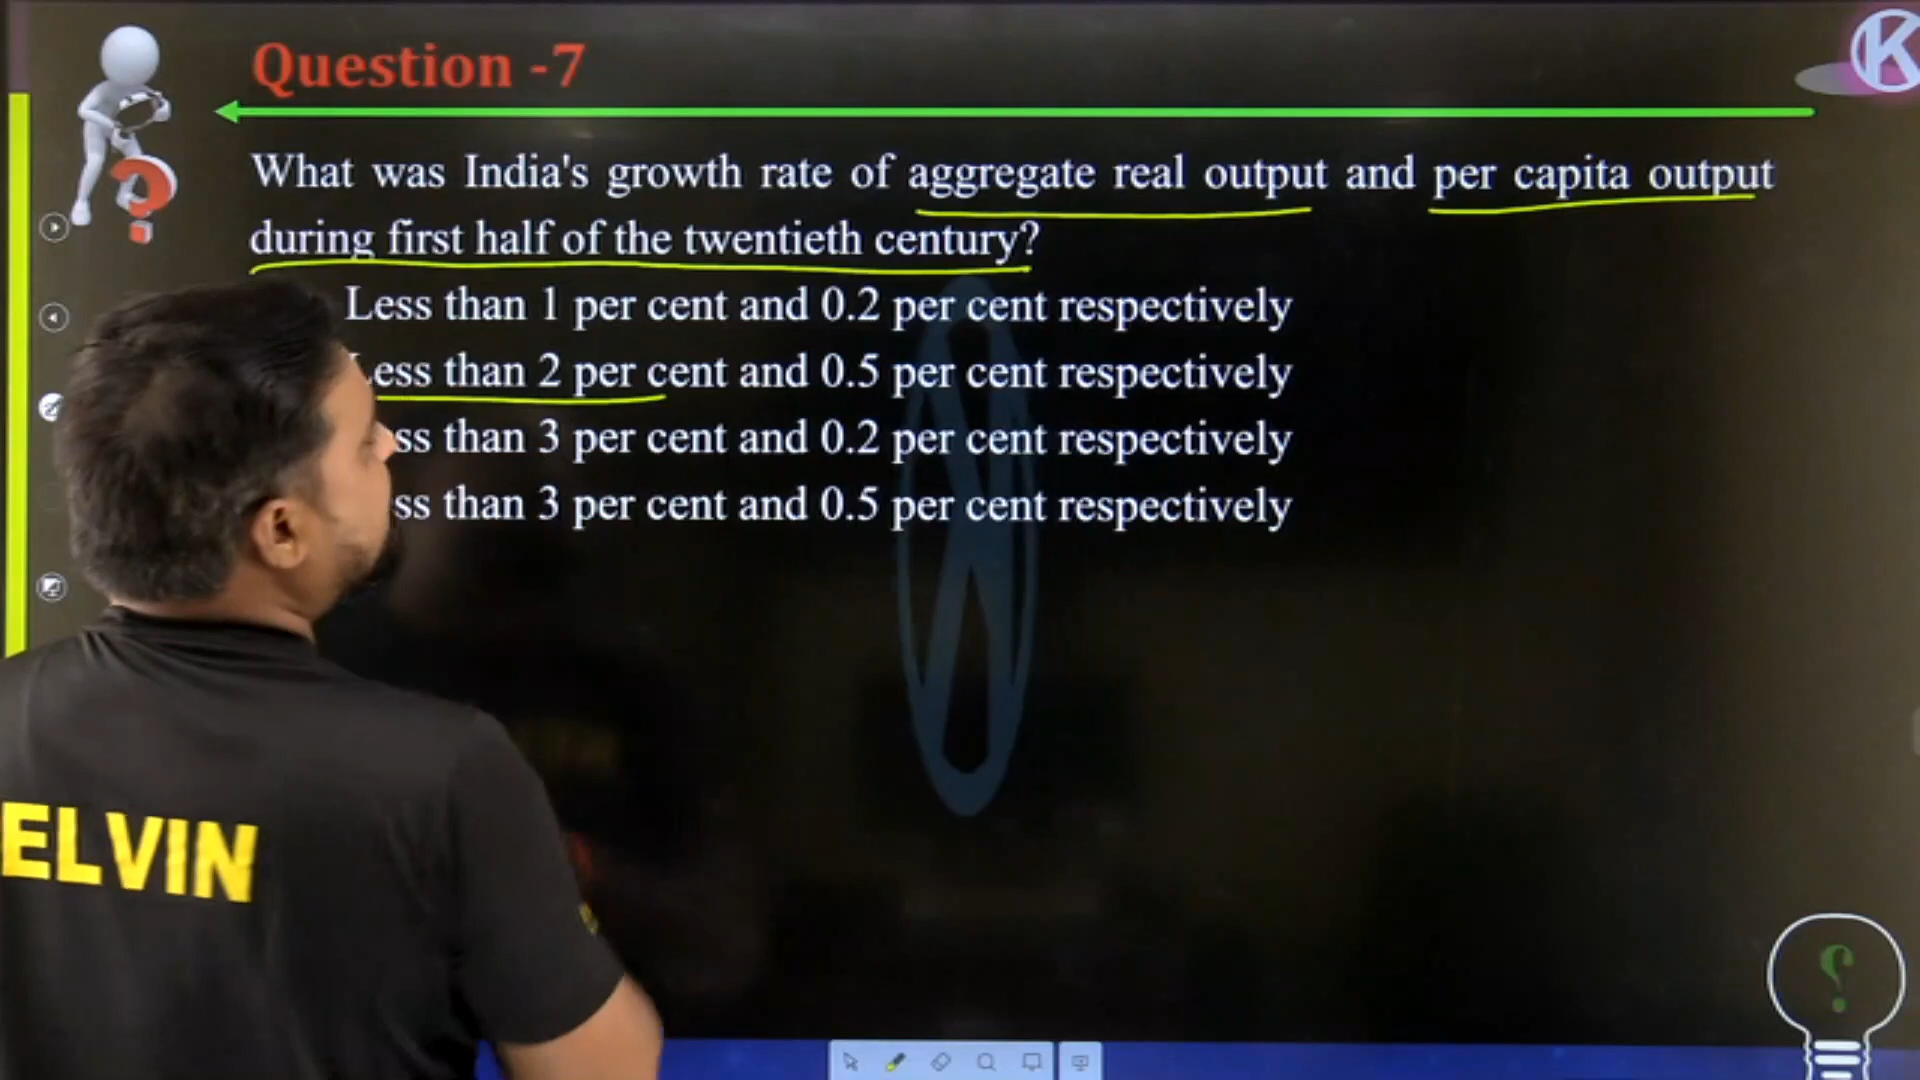 Question -7
K
What was India's growth rate of aggregate real output and per capita output
during first half of the twentieth century?
Less than 1 per cent and 0.2 per cent respectively
Less than 2 per cent and 0.5 per cent respectively
than 3 per cent and 0.2 per cent respectively
than 3 per cent and 0.5 per cent respectively
ELVIN